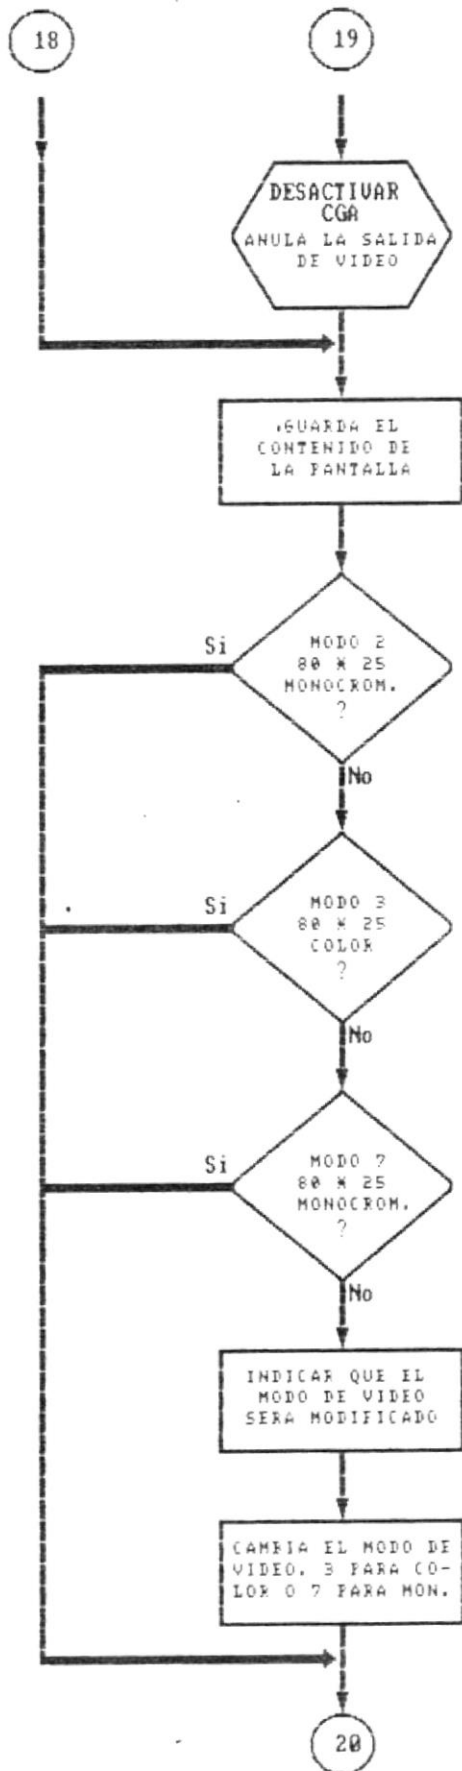 18
19
DESACTIVAR
CGA
ANULA LA SALIDA
DE VIDEO
GUARDA EL
CONTENIDO DE
LA PANTALLA
Si
MODO 2
80 * 25
MONOCROM.
?
No
Si
MODO 3
80 * 25
COLOR
?
No
Si
MODO 7
80 * 25
MONOCROM.
?
No
INDICAR QUE EL
MODO DE VIDEO
SERA MODIFICADO
CAMBIA EL MODO DE
VIDEO. 3 PARA CO-
LOR O 7 PARA MON.
20